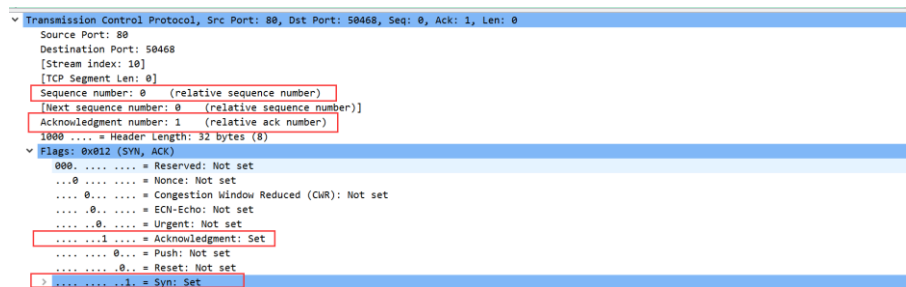 Transmission Control Protocol, Src Port: 80, Dst Port: 50468, Seq: 0, Ack: 1, Len: 0
Source Port: 80
Destination Port: 50468
[Stream index: 10]
[TCP Segment Len: 0]
Sequence number: 0    (relative sequence number)
[Next sequence number: 0    (relative sequence number)]
Acknowledgment number: 1    (relative ack number)
1000 .... = Header Length: 32 bytes (8)
Flags: 0x012 (SYN, ACK)
000. .... .... = Reserved: Not set
...0 .... .... = Nonce: Not set
.... 0... .... = Congestion Window Reduced (CWR): Not set
.... .0.. .... = ECN-Echo: Not set
.... ..0. .... = Urgent: Not set
.... ...1 .... = Acknowledgment: Set
.... .... 0... = Push: Not set
.... .... .0.. = Reset: Not set
.... .... ..1. = Syn: Set